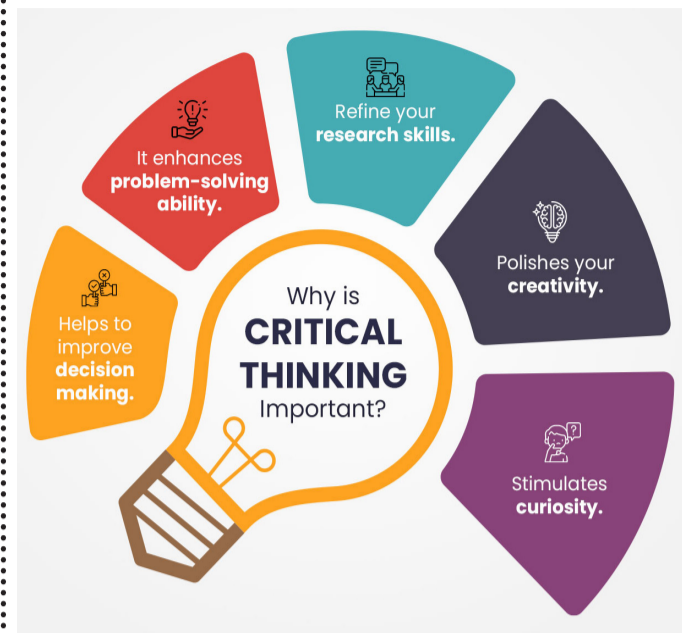 Why is
CRITICAL
THINKING
Important?
Helps to
improve
decision
making.
It enhances
problem-solving
ability.
Refine your
research skills.
Polishes your
creativity.
Stimulates
curiosity.